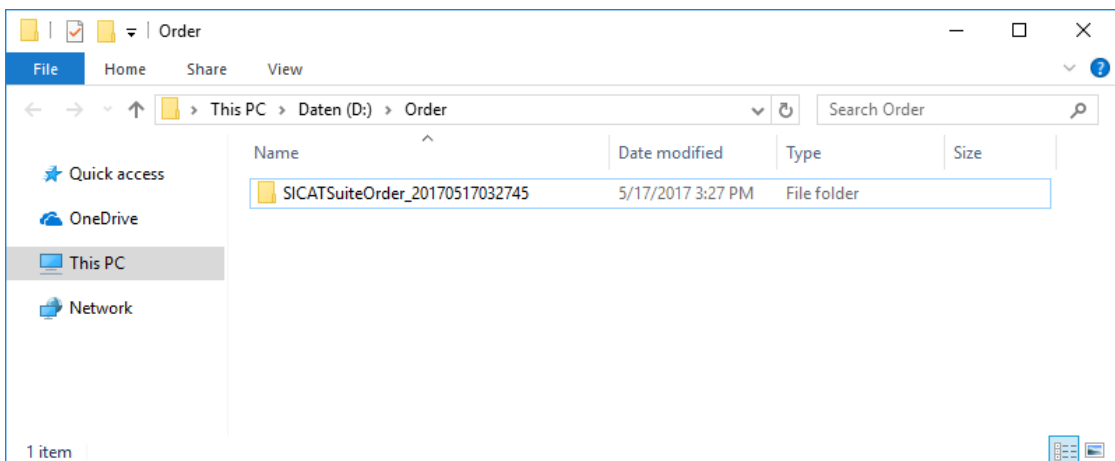 Order
File Home Share View
This PC > Daten (D:) > Order Search Order
Name Date modified Type Size
Quick access
SICATSuiteOrder_20170517032745 5/17/2017 3:27 PM File folder
OneDrive
This PC
Network
1 item